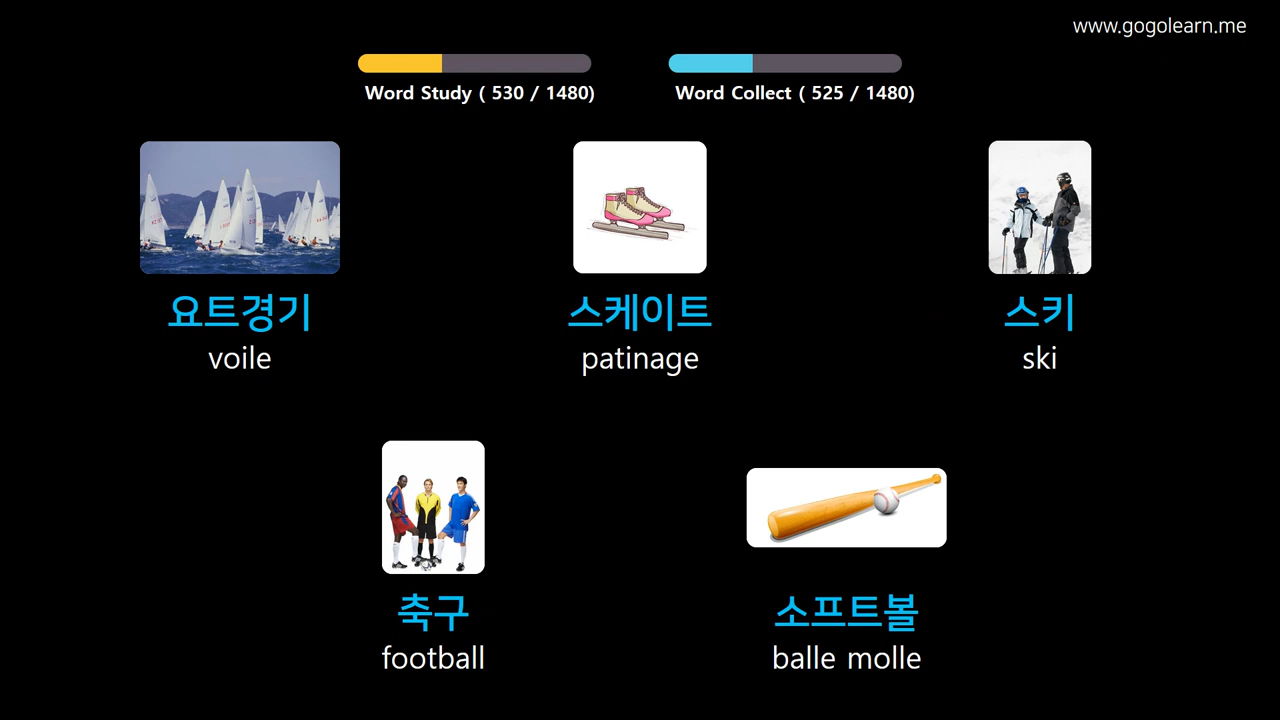 www.gogolearn.me
Word Study ( 530 / 1480)
Word Collect ( 525 / 1480)
요트경기
voile
스케이트
patinage
스키
ski
축구
football
소프트볼
balle molle